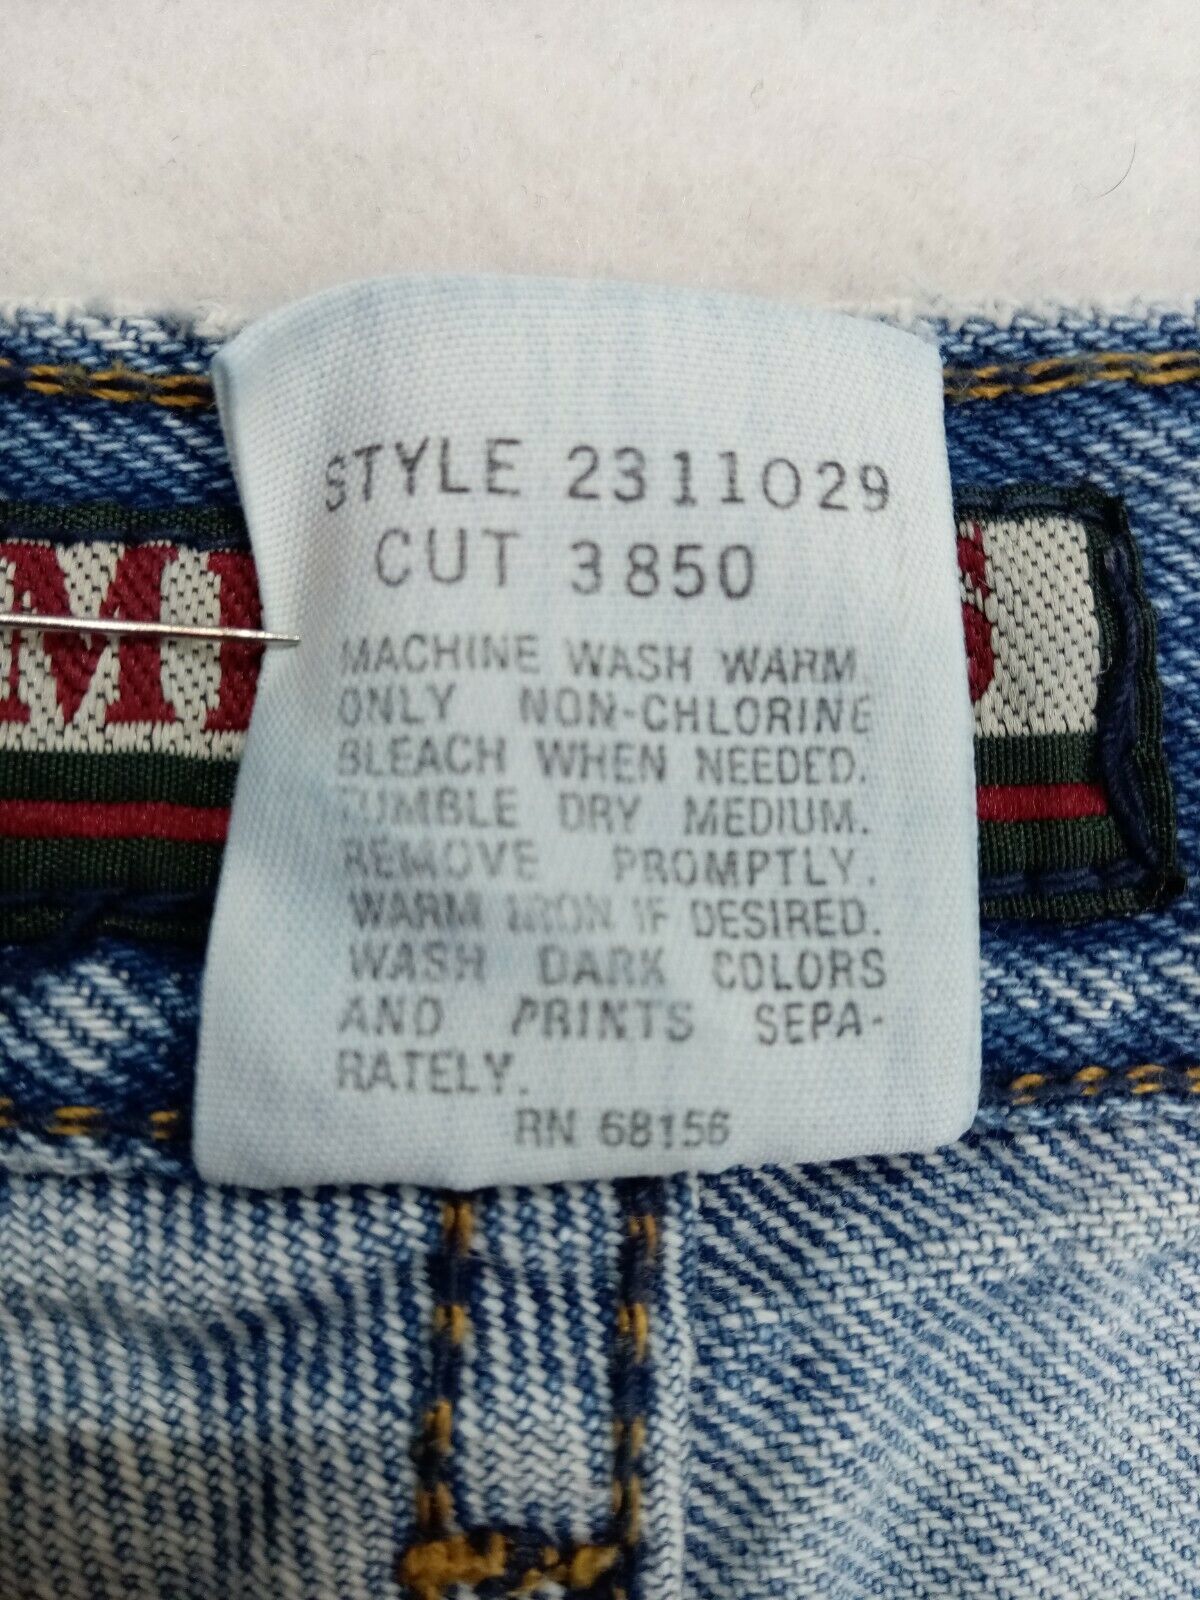 STYLE 2311029
CUT 3850
MACHINE WASH WARM.
ONLY NON-CHLORINE
BLEACH WHEN NEEDED.
TUMBLE DRY MEDIUM.
REMOVE PROMPTLY.
WARM IRON IF DESIRED.
WASH DARK COLORS
AND PRINTS SEPA-
RATELY.
RN 68156